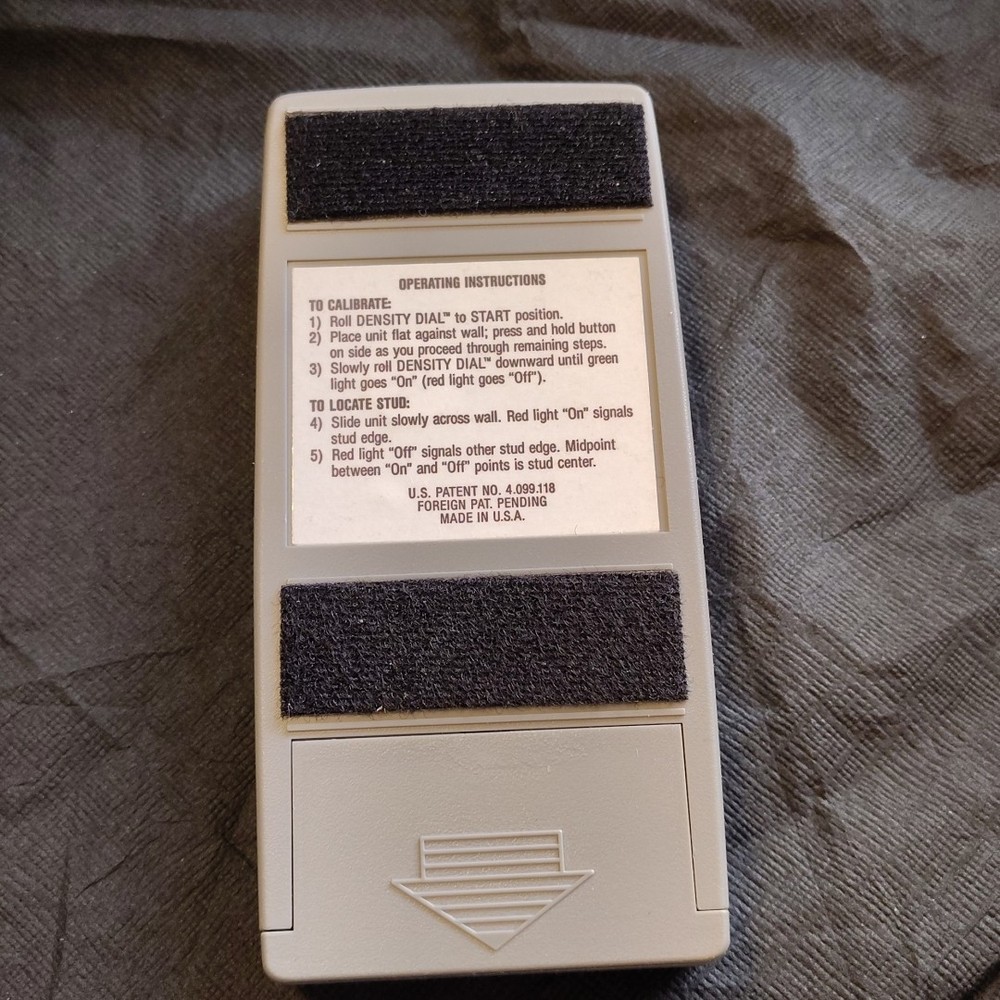 OPERATING INSTRUCTIONS
TO CALIBRATE:
1) Roll DENSITY DIAL™ to START position.
2) Place unit flat against wall; press and hold button
on side as you proceed through remaining steps.
3) Slowly roll DENSITY DIAL™ downward until green
light goes “On” (red light goes “Off”).
TO LOCATE STUD:
4) Slide unit slowly across wall. Red light “On” signals
stud edge.
5) Red light “Off” signals other stud edge. Midpoint
between “On” and “Off” points is stud center.
U.S. PATENT NO. 4.099.118
FOREIGN PAT. PENDING
MADE IN U.S.A.